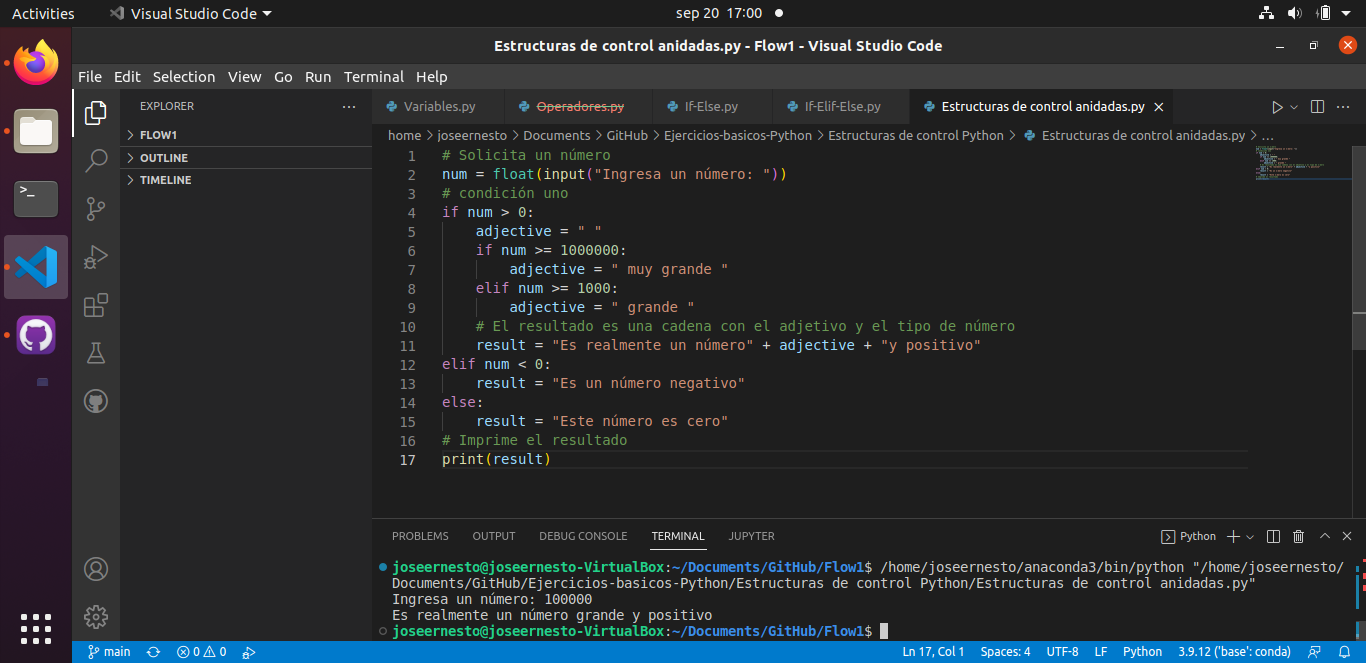 Activities Visual Studio Code sep 20 17:00
Estructuras de control anidadas.py - Flow1 - Visual Studio Code
File Edit Selection View Go Run Terminal Help
EXPLORER
FLOW1
OUTLINE
TIMELINE
Variables.py Operadores.py If-Else.py If-Elif-Else.py Estructuras de control anidadas.py
home > joseernesto > Documents > GitHub > Ejercicios-basicos-Python > Estructuras de control Python > Estructuras de control anidadas.py > ...
1 # Solicita un número
2 num = float(input("Ingresa un número: "))
3 # condición uno
4 if num > 0:
5     adjective = " "
6     if num >= 1000000:
7         adjective = " muy grande "
8     elif num >= 1000:
9         adjective = " grande "
10     # El resultado es una cadena con el adjetivo y el tipo de número
11     result = "Es realmente un número" + adjective + "y positivo"
12 elif num < 0:
13     result = "Es un número negativo"
14 else:
15     result = "Este número es cero"
16 # Imprime el resultado
17 print(result)
PROBLEMS OUTPUT DEBUG CONSOLE TERMINAL JUPYTER Python
joseernesto@joseernesto-VirtualBox:~/Documents/GitHub/Flow1$ /home/joseernesto/anaconda3/bin/python "/home/joseernesto/
Documents/GitHub/Ejercicios-basicos-Python/Estructuras de control Python/Estructuras de control anidadas.py"
Ingresa un número: 100000
Es realmente un número grande y positivo
joseernesto@joseernesto-VirtualBox:~/Documents/GitHub/Flow1$
main 0 0 Ln 17, Col 1 Spaces: 4 UTF-8 LF Python 3.9.12 ('base': conda)